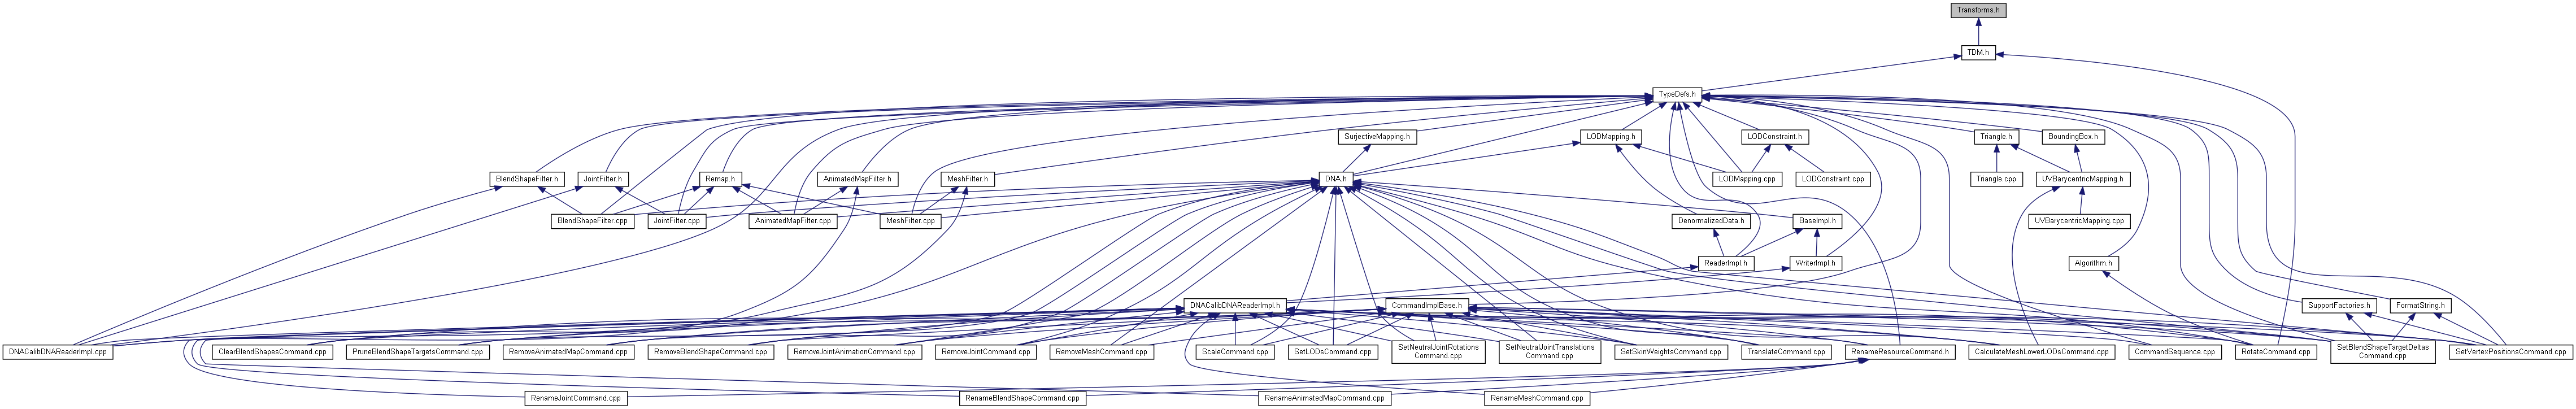 Transforms.h
TDM.h
TypeDefs.h
SurjectiveMapping.h
LODMapping.h
LODConstraint.h
Triangle.h
BoundingBox.h
BlendShapeFilter.h
JointFilter.h
Remap.h
AnimatedMapFilter.h
MeshFilter.h
DNA.h
LODMapping.cpp
LODConstraint.cpp
Triangle.cpp
UVBarycentricMapping.h
BlendShapeFilter.cpp
JointFilter.cpp
AnimatedMapFilter.cpp
MeshFilter.cpp
DenormalizedData.h
BaseImpl.h
UVBarycentricMapping.cpp
ReaderImpl.h
WriterImpl.h
Algorithm.h
DNACalibDNAReaderImpl.h
CommandImplBase.h
SupportFactories.h
FormatString.h
DNACalibDNAReaderImpl.cpp
ClearBlendShapesCommand.cpp
PruneBlendShapeTargetsCommand.cpp
RemoveAnimatedMapCommand.cpp
RemoveBlendShapeCommand.cpp
RemoveJointAnimationCommand.cpp
RemoveJointCommand.cpp
RemoveMeshCommand.cpp
ScaleCommand.cpp
SetLODsCommand.cpp
SetNeutralJointRotations
Command.cpp
SetNeutralJointTranslations
Command.cpp
SetSkinWeightsCommand.cpp
TranslateCommand.cpp
RenameResourceCommand.h
CalculateMeshLowerLODsCommand.cpp
CommandSequence.cpp
RotateCommand.cpp
SetBlendShapeTargetDeltas
Command.cpp
SetVertexPositionsCommand.cpp
RenameJointCommand.cpp
RenameBlendShapeCommand.cpp
RenameAnimatedMapCommand.cpp
RenameMeshCommand.cpp